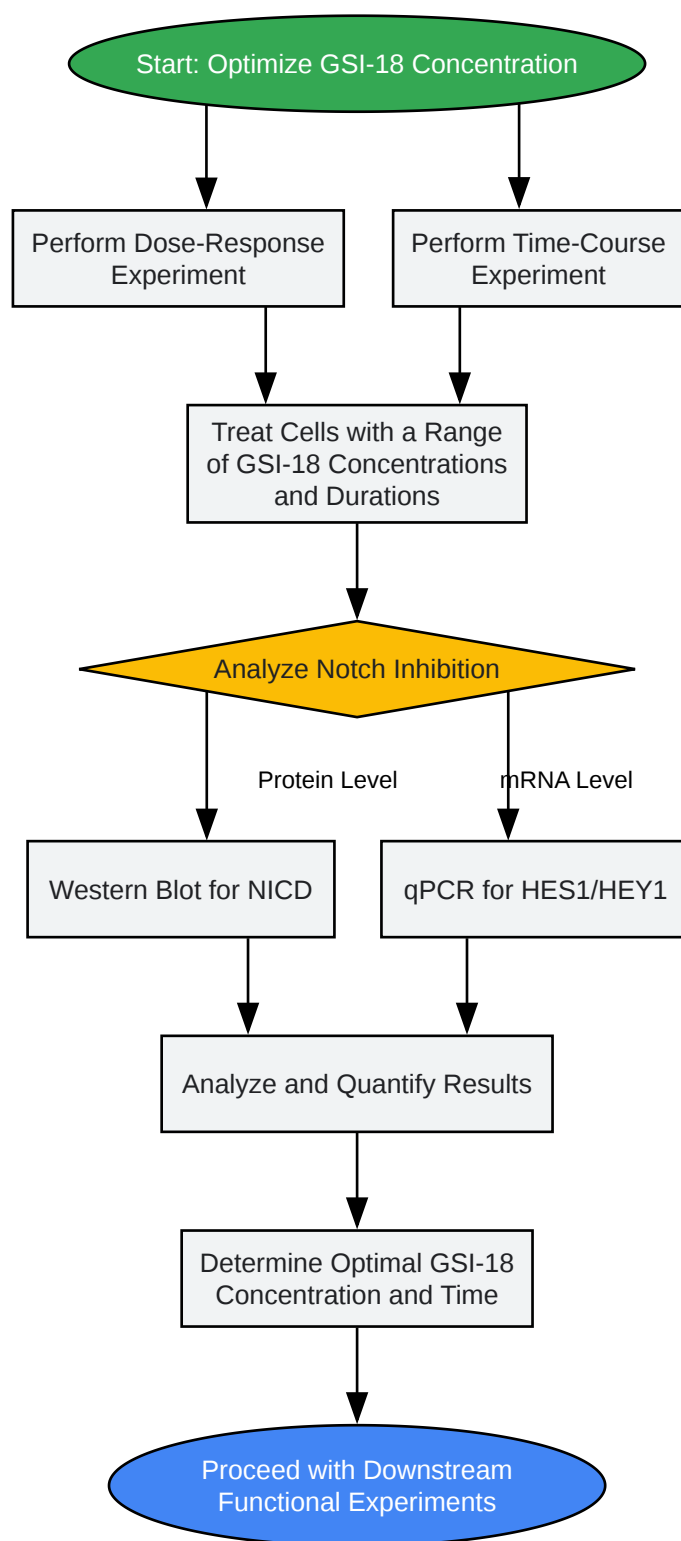 Start: Optimize GSI-18 Concentration
Perform Dose-Response
Experiment
Perform Time-Course
Experiment
Treat Cells with a Range
of GSI-18 Concentrations
and Durations
Analyze Notch Inhibition
Protein Level
mRNA Level
Western Blot for NICD
qPCR for HES1/HEY1
Analyze and Quantify Results
Determine Optimal GSI-18
Concentration and Time
Proceed with Downstream
Functional Experiments